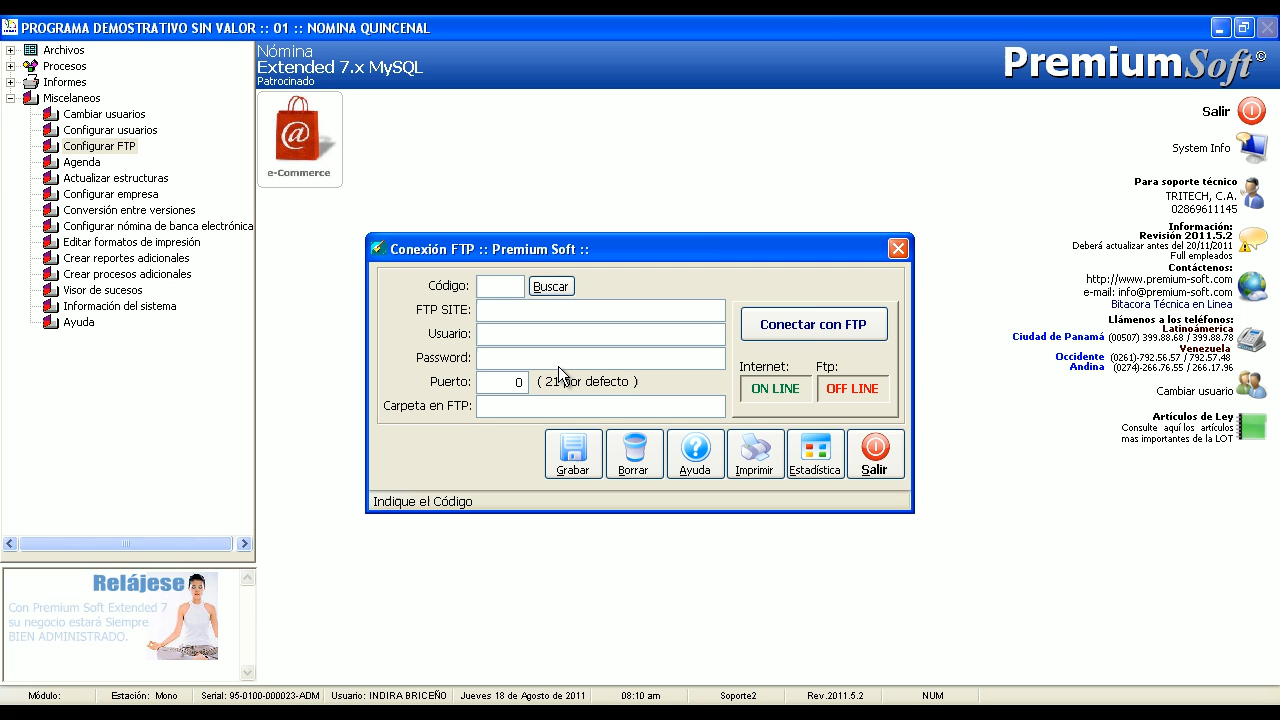 PROGRAMA DEMOSTRATIVO SIN VALOR :: 01 :: NOMINA QUINCENAL
Archivos
Procesos
Informes
Miscelaneos
Cambiar usuarios
Configurar usuarios
Configurar FTP
Agenda
Actualizar estructuras
Configurar empresa
Conversión entre versiones
Configurar nómina de banca electrónica
Editar formatos de impresión
Crear reportes adicionales
Crear procesos adicionales
Visor de sucesos
Información del sistema
Ayuda
Relájese
Con Premium Soft Extended 7
su negocio estará Siempre
BIEN ADMINISTRADO.
Nómina
Extended 7.x MySQL
Patrocinado
PremiumSoft©
@
e-Commerce
Conexión FTP :: Premium Soft ::
Código:
Buscar
FTP SITE:
Usuario:
Password:
Puerto: 0 ( 21 por defecto )
Carpeta en FTP:
Conectar con FTP
Internet: Ftp:
ON LINE OFF LINE
Grabar Borrar Ayuda Imprimir Estadística Salir
Indique el Código
Salir
System Info
Para soporte técnico
TRITECH, C.A.
02869611145
Información:
Revisión 2011.5.2
Deberá actualizar antes del 20/11/2011
Full empleados
Contáctenos:
http://www.premium-soft.com
e-mail: info@premium-soft.com
Bitacora Técnica en Linea
Llámenos a los teléfonos:
Latinoámerica
Ciudad de Panamá (00507) 399.88.68 / 399.88.78
Venezuela
Occidente (0261)-792.56.57 / 792.57.48
Andina (0274)-266.17.80 / 266.17.96
Cambiar usuario
Artículos de Ley
Consulte aquí los artículos
mas importantes de la LOT
Módulo: Estación: Mono Serial: 95-0100-000023-ADM Usuario: INDIRA BRICEÑO Jueves 18 de Agosto de 2011 08:10 am Soporte2 Rev.2011.5.2 NUM